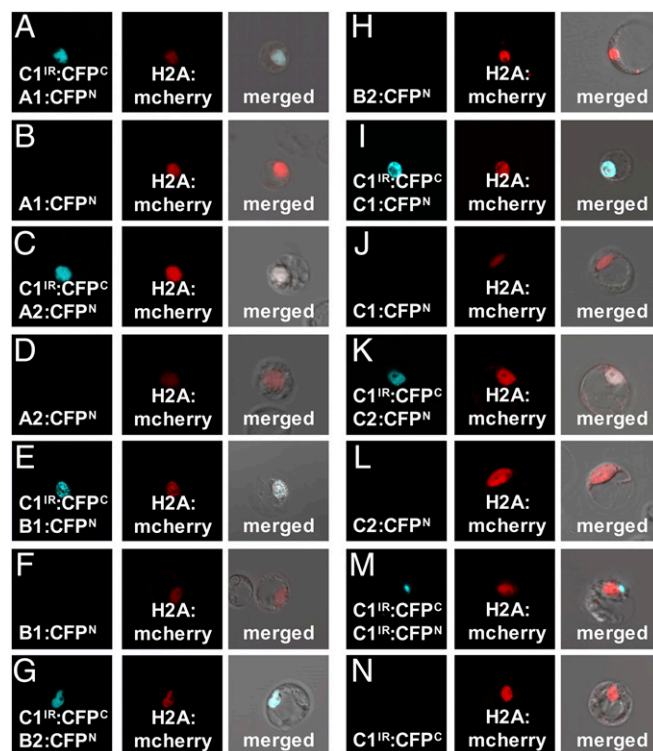 A
C1ᴵᴿ:CFPᶜ
A1:CFPᴺ
H2A:
mcherry
merged
B
A1:CFPᴺ
H2A:
mcherry
merged
C
C1ᴵᴿ:CFPᶜ
A2:CFPᴺ
H2A:
mcherry
merged
D
A2:CFPᴺ
H2A:
mcherry
merged
E
C1ᴵᴿ:CFPᶜ
B1:CFPᴺ
H2A:
mcherry
merged
F
B1:CFPᴺ
H2A:
mcherry
merged
G
C1ᴵᴿ:CFPᶜ
B2:CFPᴺ
H2A:
mcherry
merged
H
B2:CFPᴺ
H2A:
mcherry
merged
I
C1ᴵᴿ:CFPᶜ
C1:CFPᴺ
H2A:
mcherry
merged
J
C1:CFPᴺ
H2A:
mcherry
merged
K
C1ᴵᴿ:CFPᶜ
C2:CFPᴺ
H2A:
mcherry
merged
L
C2:CFPᴺ
H2A:
mcherry
merged
M
C1ᴵᴿ:CFPᶜ
C1ᴵᴿ:CFPᴺ
H2A:
mcherry
merged
N
C1ᴵᴿ:CFPᶜ
H2A:
mcherry
merged